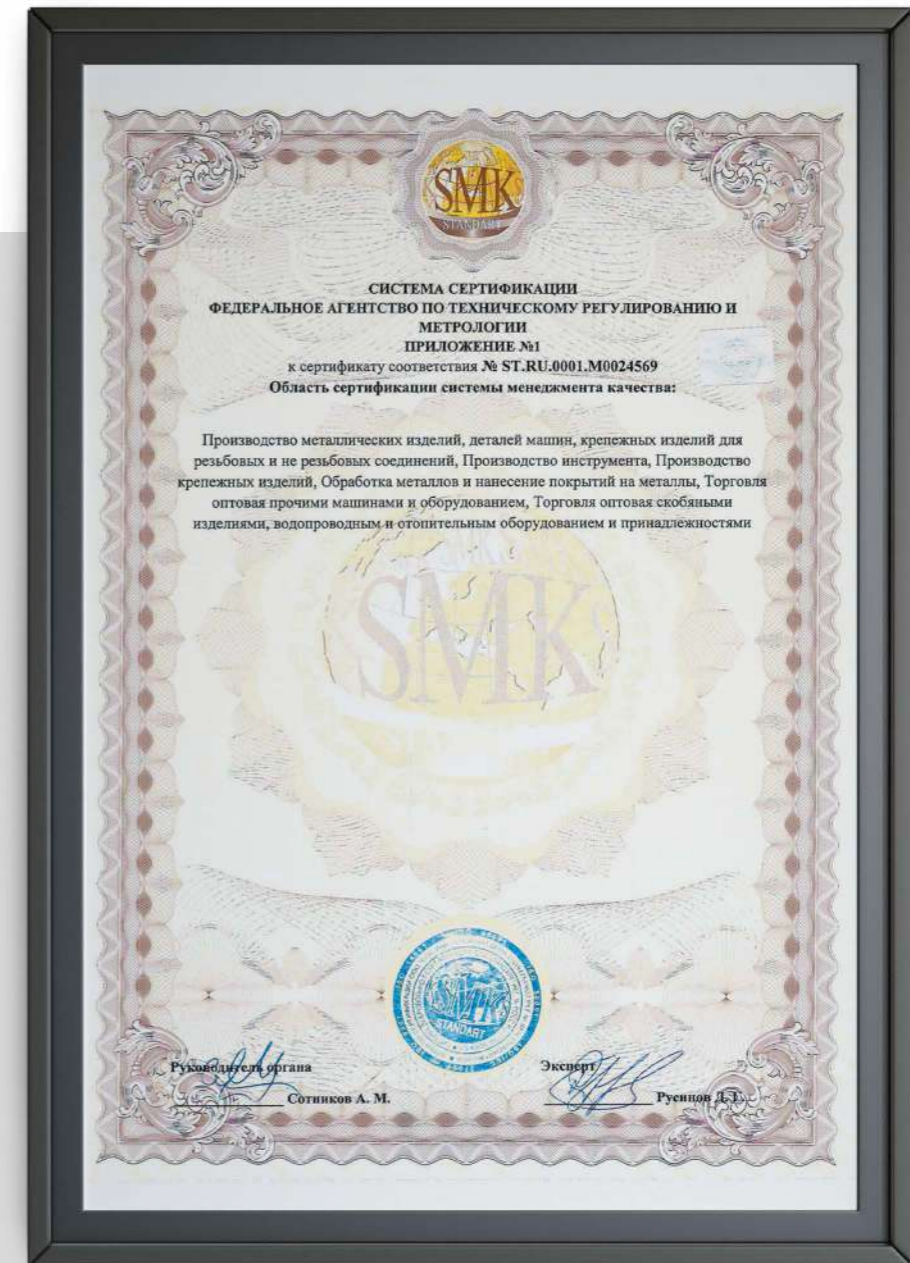 SMK
STANDART
СИСТЕМА СЕРТИФИКАЦИИ
ФЕДЕРАЛЬНОЕ АГЕНТСТВО ПО ТЕХНИЧЕСКОМУ РЕГУЛИРОВАНИЮ И
МЕТРОЛОГИИ
ПРИЛОЖЕНИЕ №1
к сертификату соответствия № ST.RU.0001.M0024569
Область сертификации системы менеджмента качества:
Производство металлических изделий, деталей машин, крепежных изделий для
резьбовых и не резьбовых соединений, Производство инструмента, Производство
крепежных изделий, Обработка металлов и нанесение покрытий на металлы, Торговля
оптовая прочими машинами и оборудованием, Торговля оптовая скобяными
изделиями, водопроводным и отопительным оборудованием и принадлежностями
SMK
SMK
STANDART
Руководитель органа
Эксперт
Сотников А. М.
Русинов